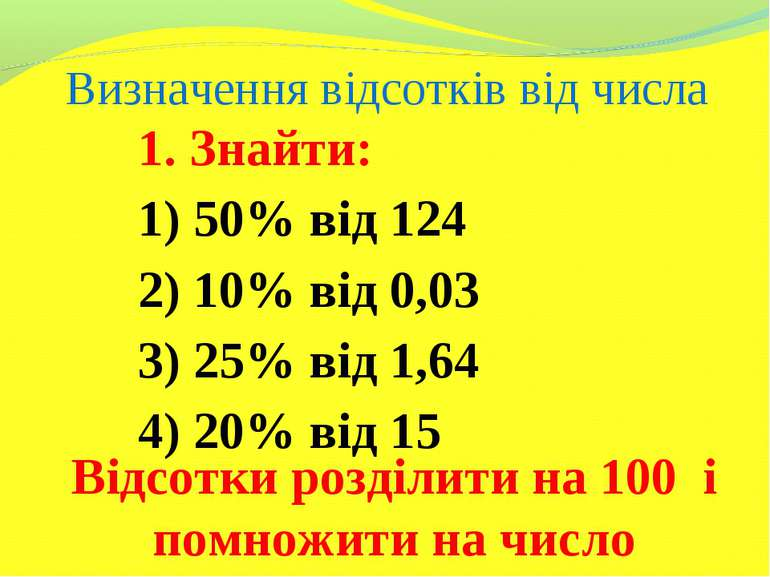 Визначення відсотків від числа
1. Знайти:
1) 50% від 124
2) 10% від 0,03
3) 25% від 1,64
4) 20% від 15
Відсотки розділити на 100 і
помножити на число